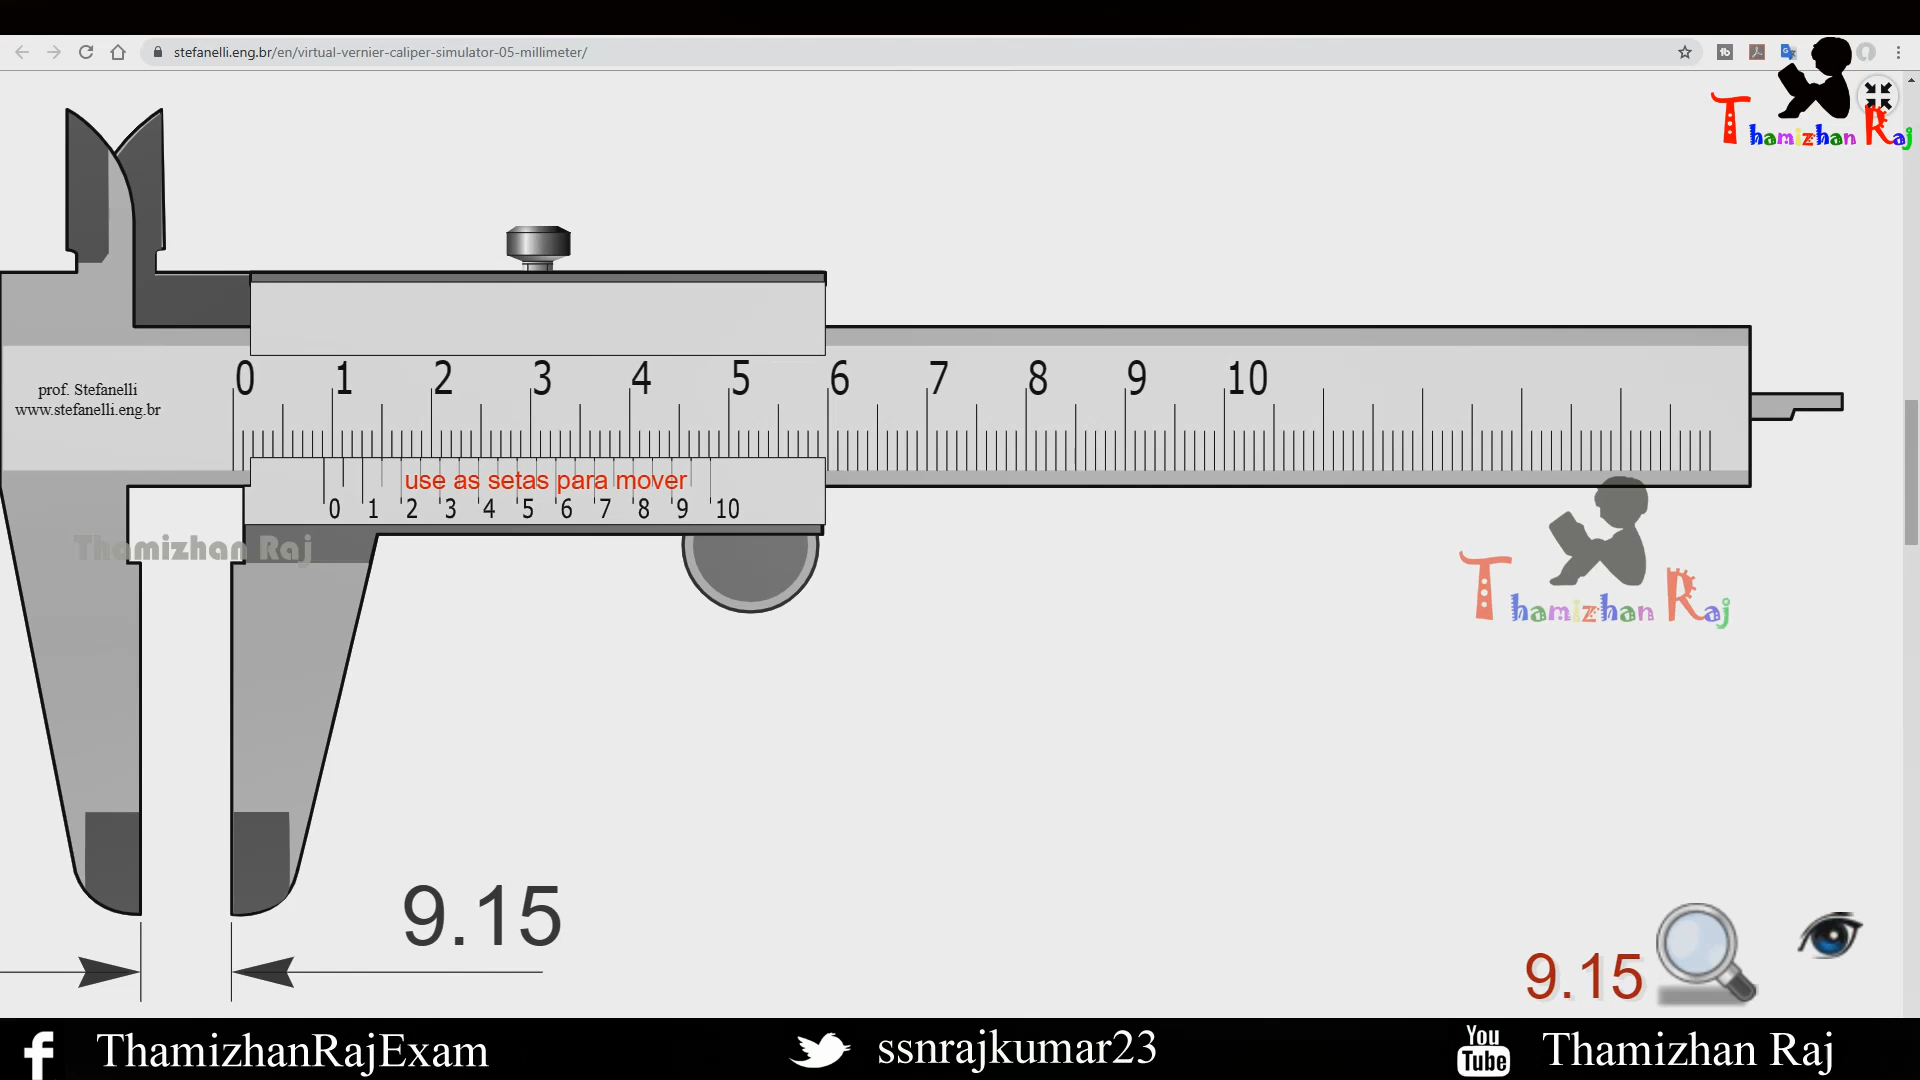 stefanelli.eng.br/en/virtual-vernier-caliper-simulator-05-millimeter/
Thamizhan Raj
0 1 2 3 4 5 6 7 8 9 10
prof. Stefanelli
www.stefanelli.eng.br
use as setas para mover
0 1 2 3 4 5 6 7 8 9 10
Thamizhan Raj
Thamizhan Raj
9.15
9.15
ThamizhanRajExam
ssnrajkumar23
You Tube
Thamizhan Raj